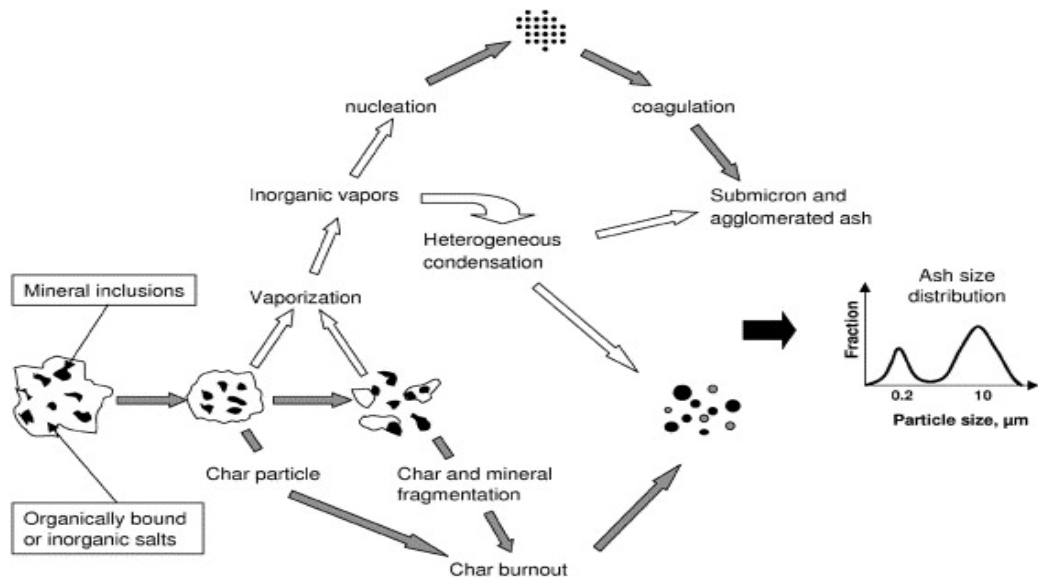 nucleation
coagulation
Inorganic vapors
Submicron and
agglomerated ash
Heterogeneous
condensation
Mineral inclusions
Vaporization
Ash size
distribution
Fraction
0.2
10
Particle size, μm
Char particle
Char and mineral
fragmentation
Organically bound
or inorganic salts
Char burnout